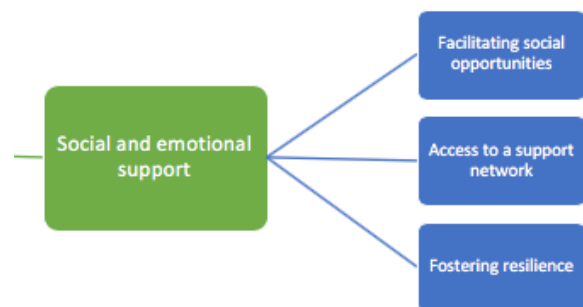 Social and emotional
support
Facilitating social
opportunities
Access to a support
network
Fostering resilience